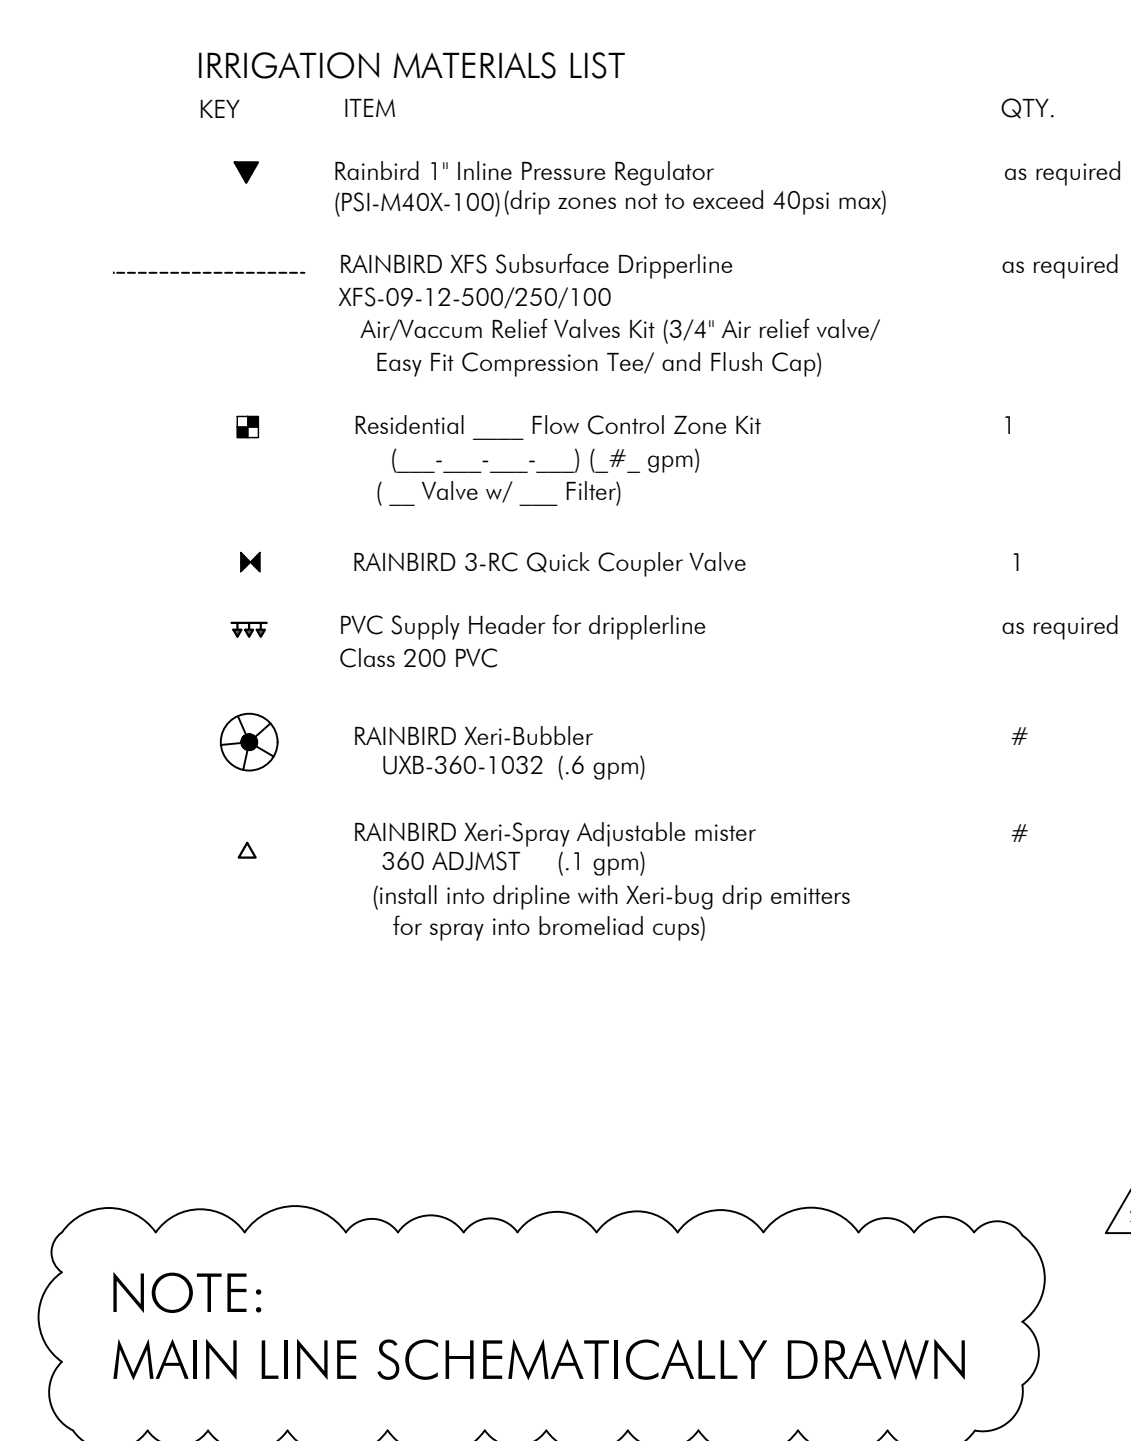 IRRIGATION MATERIALS LIST
KEY ITEM QTY.
Rainbird 1" Inline Pressure Regulator as required
(PSI-M40X-100)(drip zones not to exceed 40psi max)
RAINBIRD XFS Subsurface Dripperline as required
XFS-09-12-500/250/100
Air/Vaccum Relief Valves Kit (3/4" Air relief valve/
Easy Fit Compression Tee/ and Flush Cap)
Residential ____ Flow Control Zone Kit 1
(___-___-___-___) (_#_ gpm)
( __ Valve w/ ___ Filter)
RAINBIRD 3-RC Quick Coupler Valve 1
PVC Supply Header for dripplerline as required
Class 200 PVC
RAINBIRD Xeri-Bubbler #
UXB-360-1032 (.6 gpm)
RAINBIRD Xeri-Spray Adjustable mister #
360 ADJMST (.1 gpm)
(install into dripline with Xeri-bug drip emitters
for spray into bromeliad cups)
NOTE:
MAIN LINE SCHEMATICALLY DRAWN